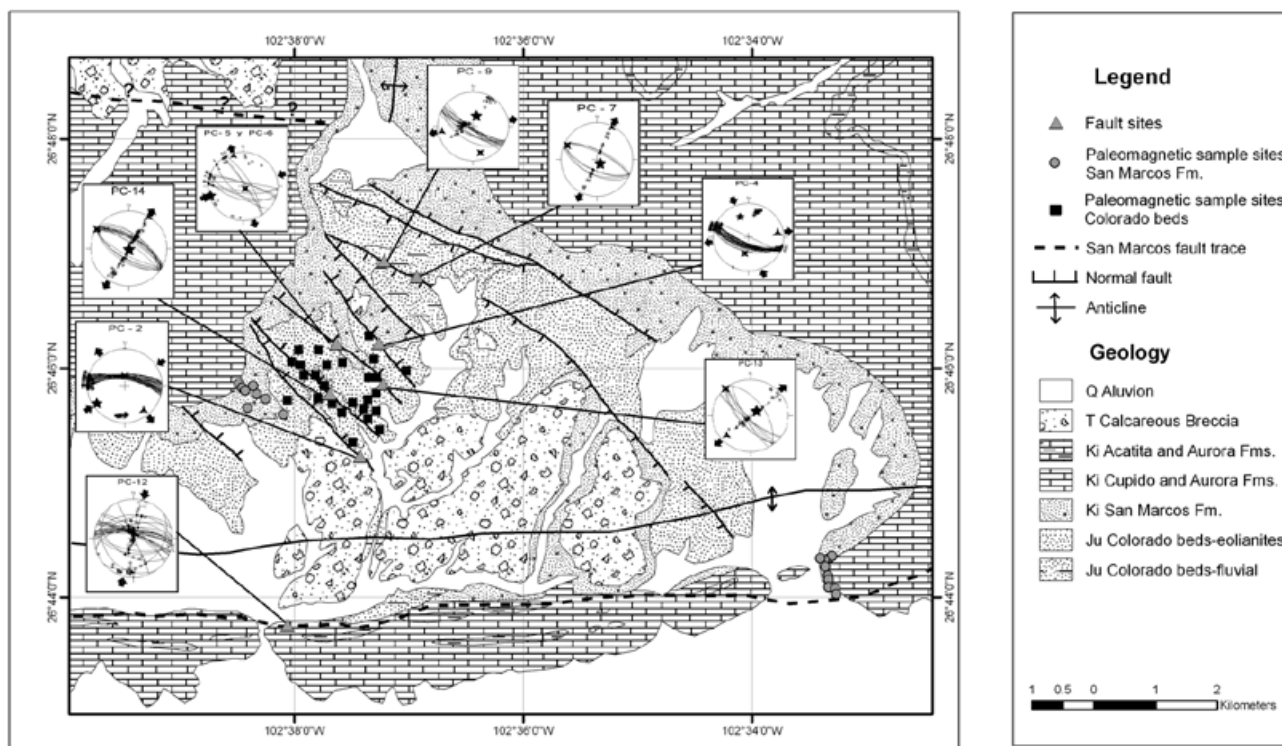 102°38'0"W 102°36'0"W 102°34'0"W
PC - 9
PC - 7
PC- 5 y PC-6
PC-4
PC-14
PC - 2
PC-13
PC-12
? ? ?
26°48'0"N 26°48'0"N
26°44'0"N 26°44'0"N
102°38'0"W 102°36'0"W 102°34'0"W
Legend
Fault sites
Paleomagnetic sample sites
San Marcos Fm.
Paleomagnetic sample sites
Colorado beds
San Marcos fault trace
Normal fault
Anticline
Geology
Q Aluvion
T Calcareous Breccia
Ki Acatita and Aurora Fms.
Ki Cupido and Aurora Fms.
Ki San Marcos Fm.
Ju Colorado beds-eolianites
Ju Colorado beds-fluvial
1 0.5 0 1 2
Kilometers